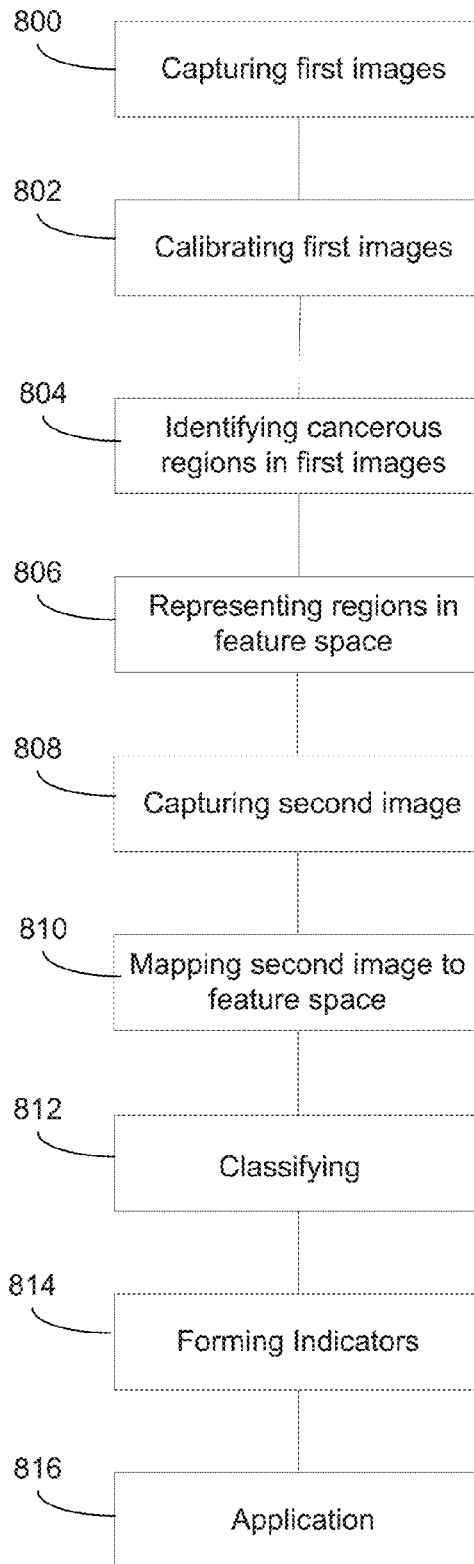 800
Capturing first images
802
Calibrating first images
804
Identifying cancerous
regions in first images
806
Representing regions in
feature space
808
Capturing second image
810
Mapping second image to
feature space
812
Classifying
814
Forming Indicators
816
Application